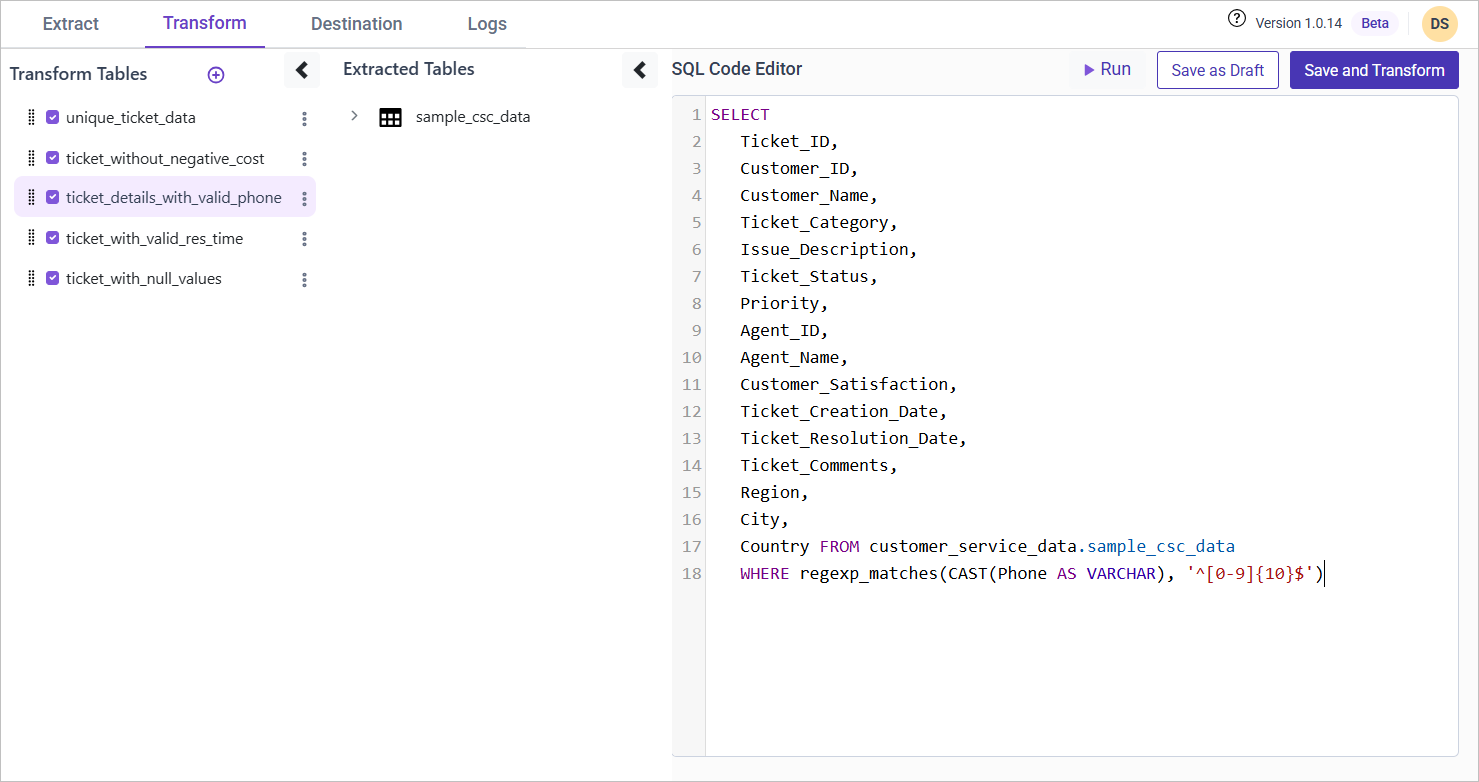 Extract Transform Destination Logs Version 1.0.14 Beta DS
Transform Tables
unique_ticket_data
ticket_without_negative_cost
ticket_details_with_valid_phone
ticket_with_valid_res_time
ticket_with_null_values
Extracted Tables
sample_csc_data
SQL Code Editor Run Save as Draft Save and Transform
1 SELECT
2 Ticket_ID,
3 Customer_ID,
4 Customer_Name,
5 Ticket_Category,
6 Issue_Description,
7 Ticket_Status,
8 Priority,
9 Agent_ID,
10 Agent_Name,
11 Customer_Satisfaction,
12 Ticket_Creation_Date,
13 Ticket_Resolution_Date,
14 Ticket_Comments,
15 Region,
16 City,
17 Country FROM customer_service_data.sample_csc_data
18 WHERE regexp_matches(CAST(Phone AS VARCHAR), '^[0-9]{10}$')